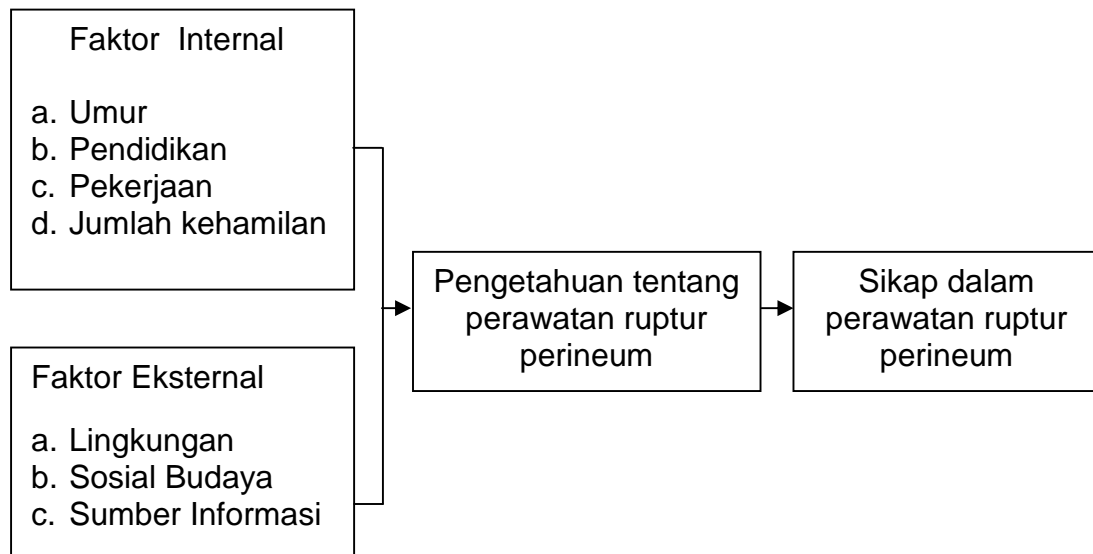 Faktor Internal
a. Umur
b. Pendidikan
c. Pekerjaan
d. Jumlah kehamilan
Faktor Eksternal
a. Lingkungan
b. Sosial Budaya
c. Sumber Informasi
Pengetahuan tentang
perawatan ruptur
perineum
Sikap dalam
perawatan ruptur
perineum